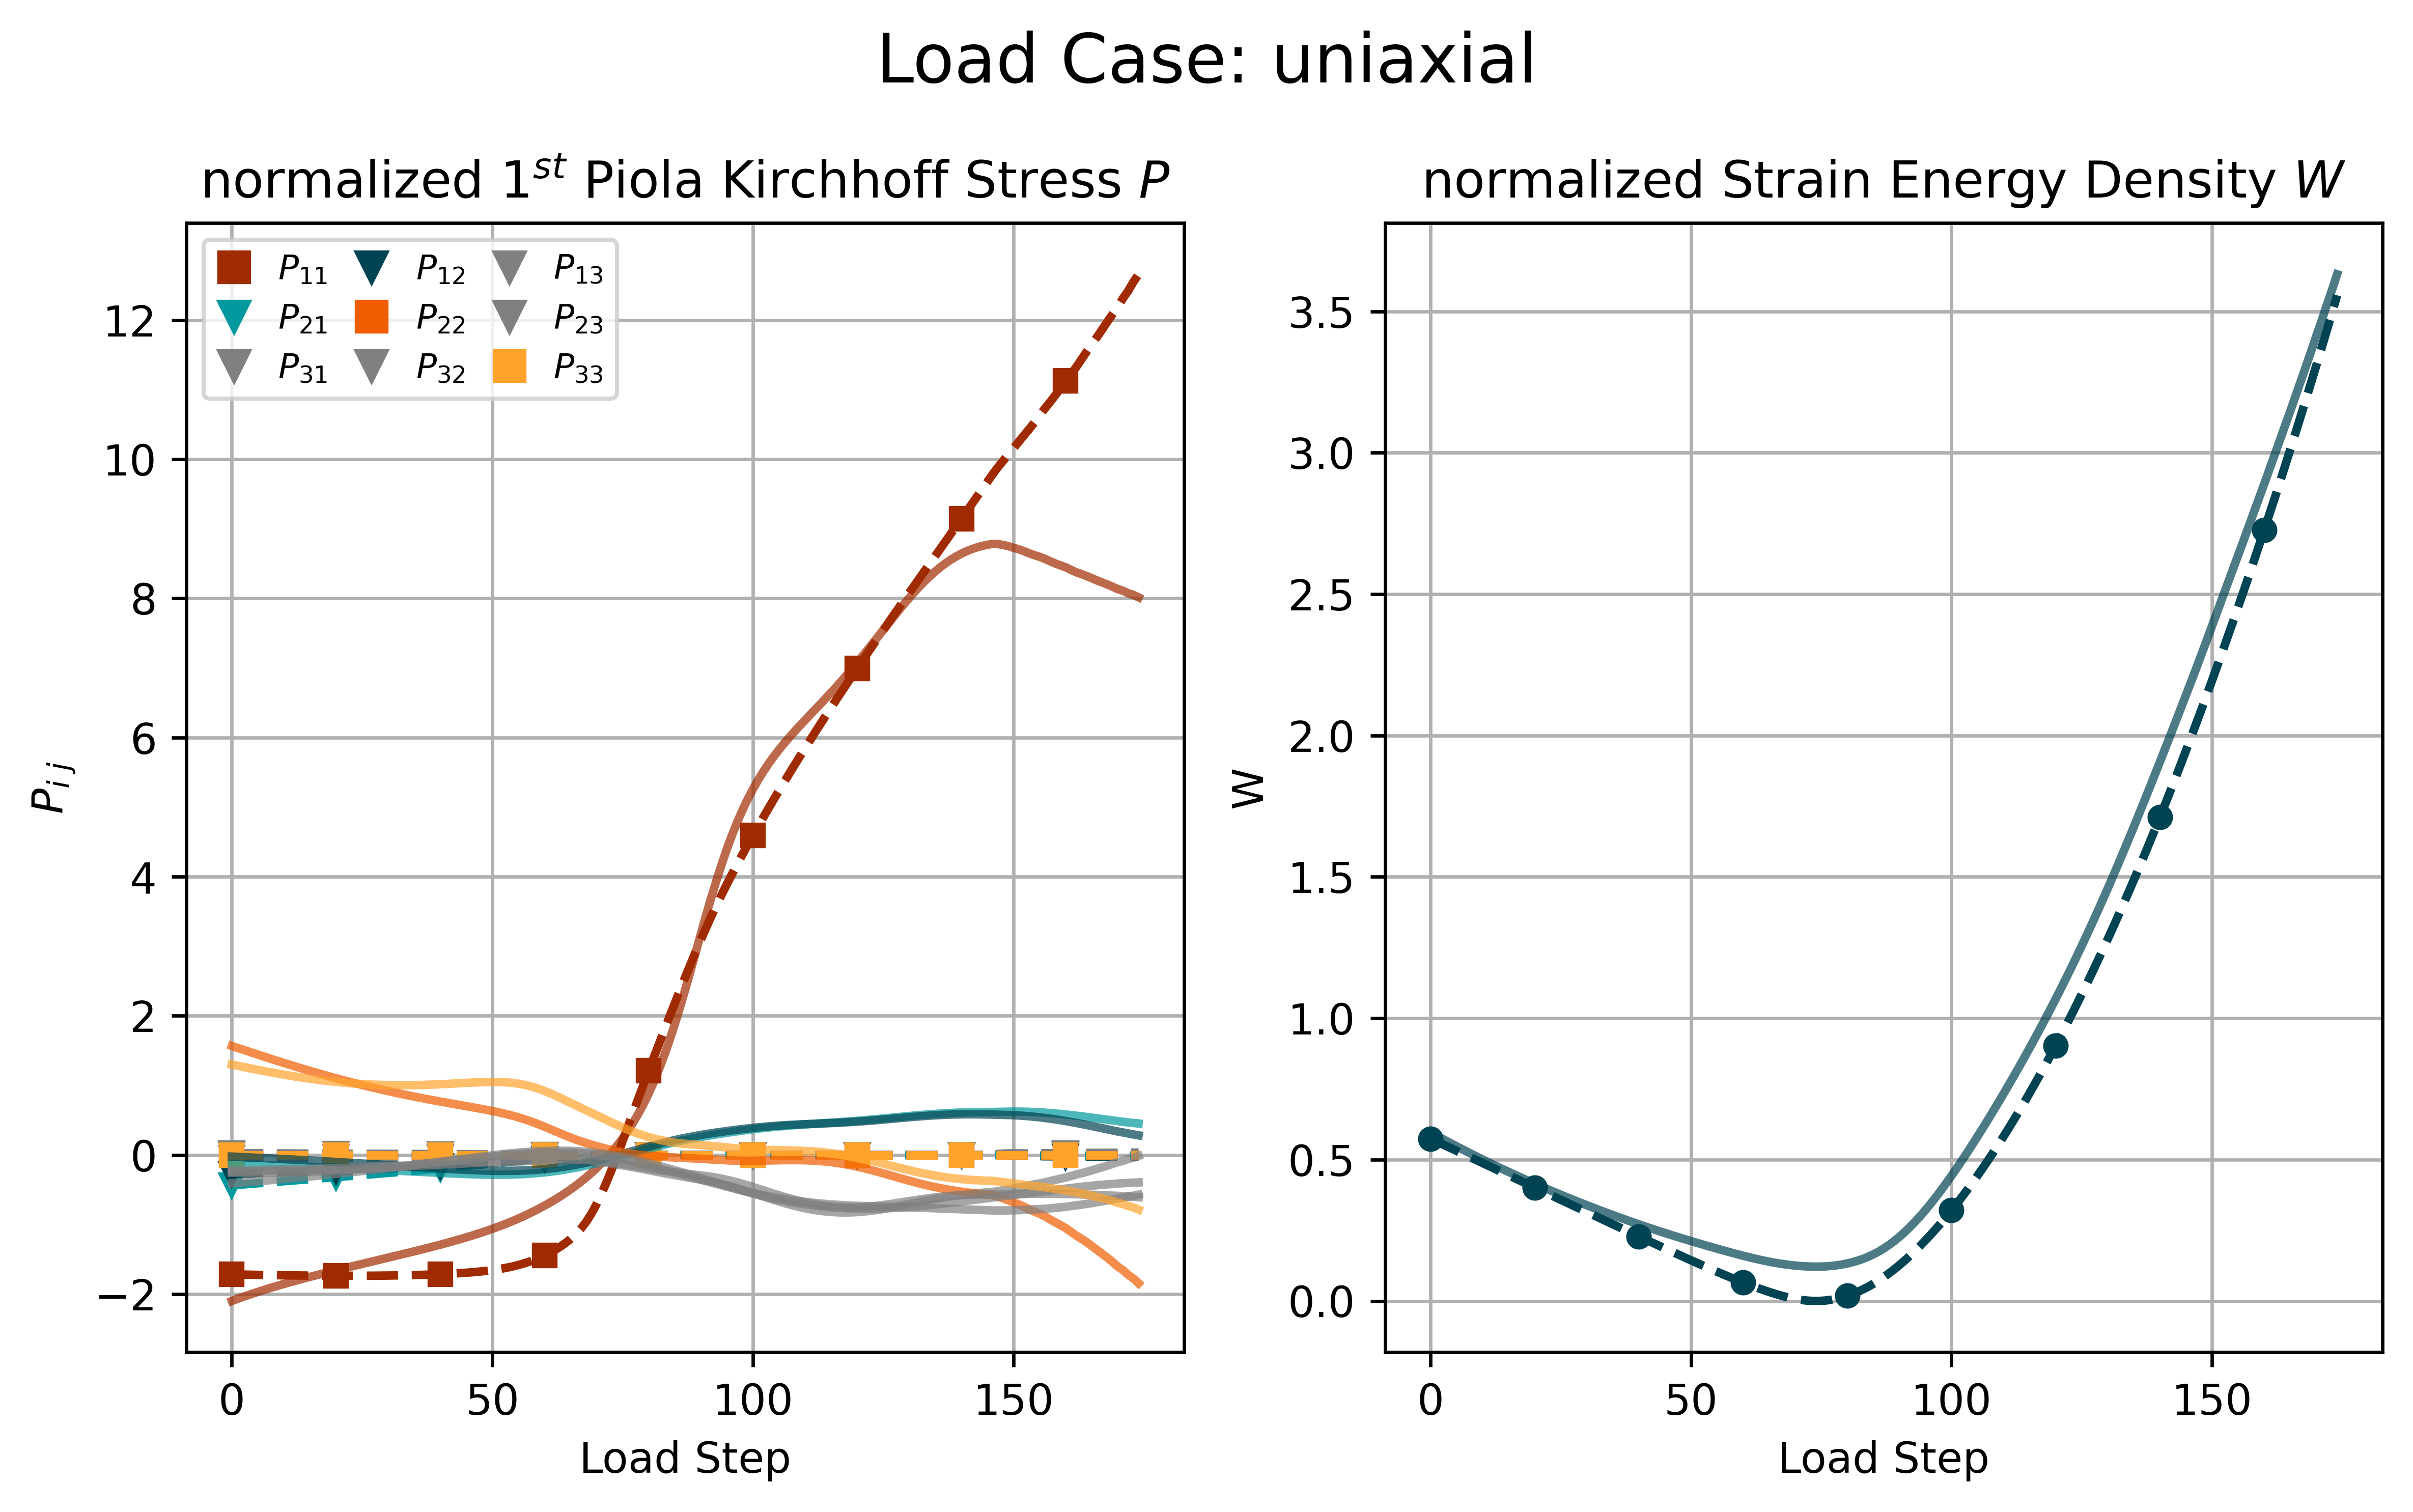 Load Case: uniaxial
normalized 1st Piola Kirchhoff Stress P
P11 P12 P13
P21 P22 P23
P31 P32 P33
12
10
8
6
4
2
0
−2
Pi j
0 50 100 150
Load Step
normalized Strain Energy Density W
3.5
3.0
2.5
2.0
1.5
1.0
0.5
0.0
W
0 50 100 150
Load Step